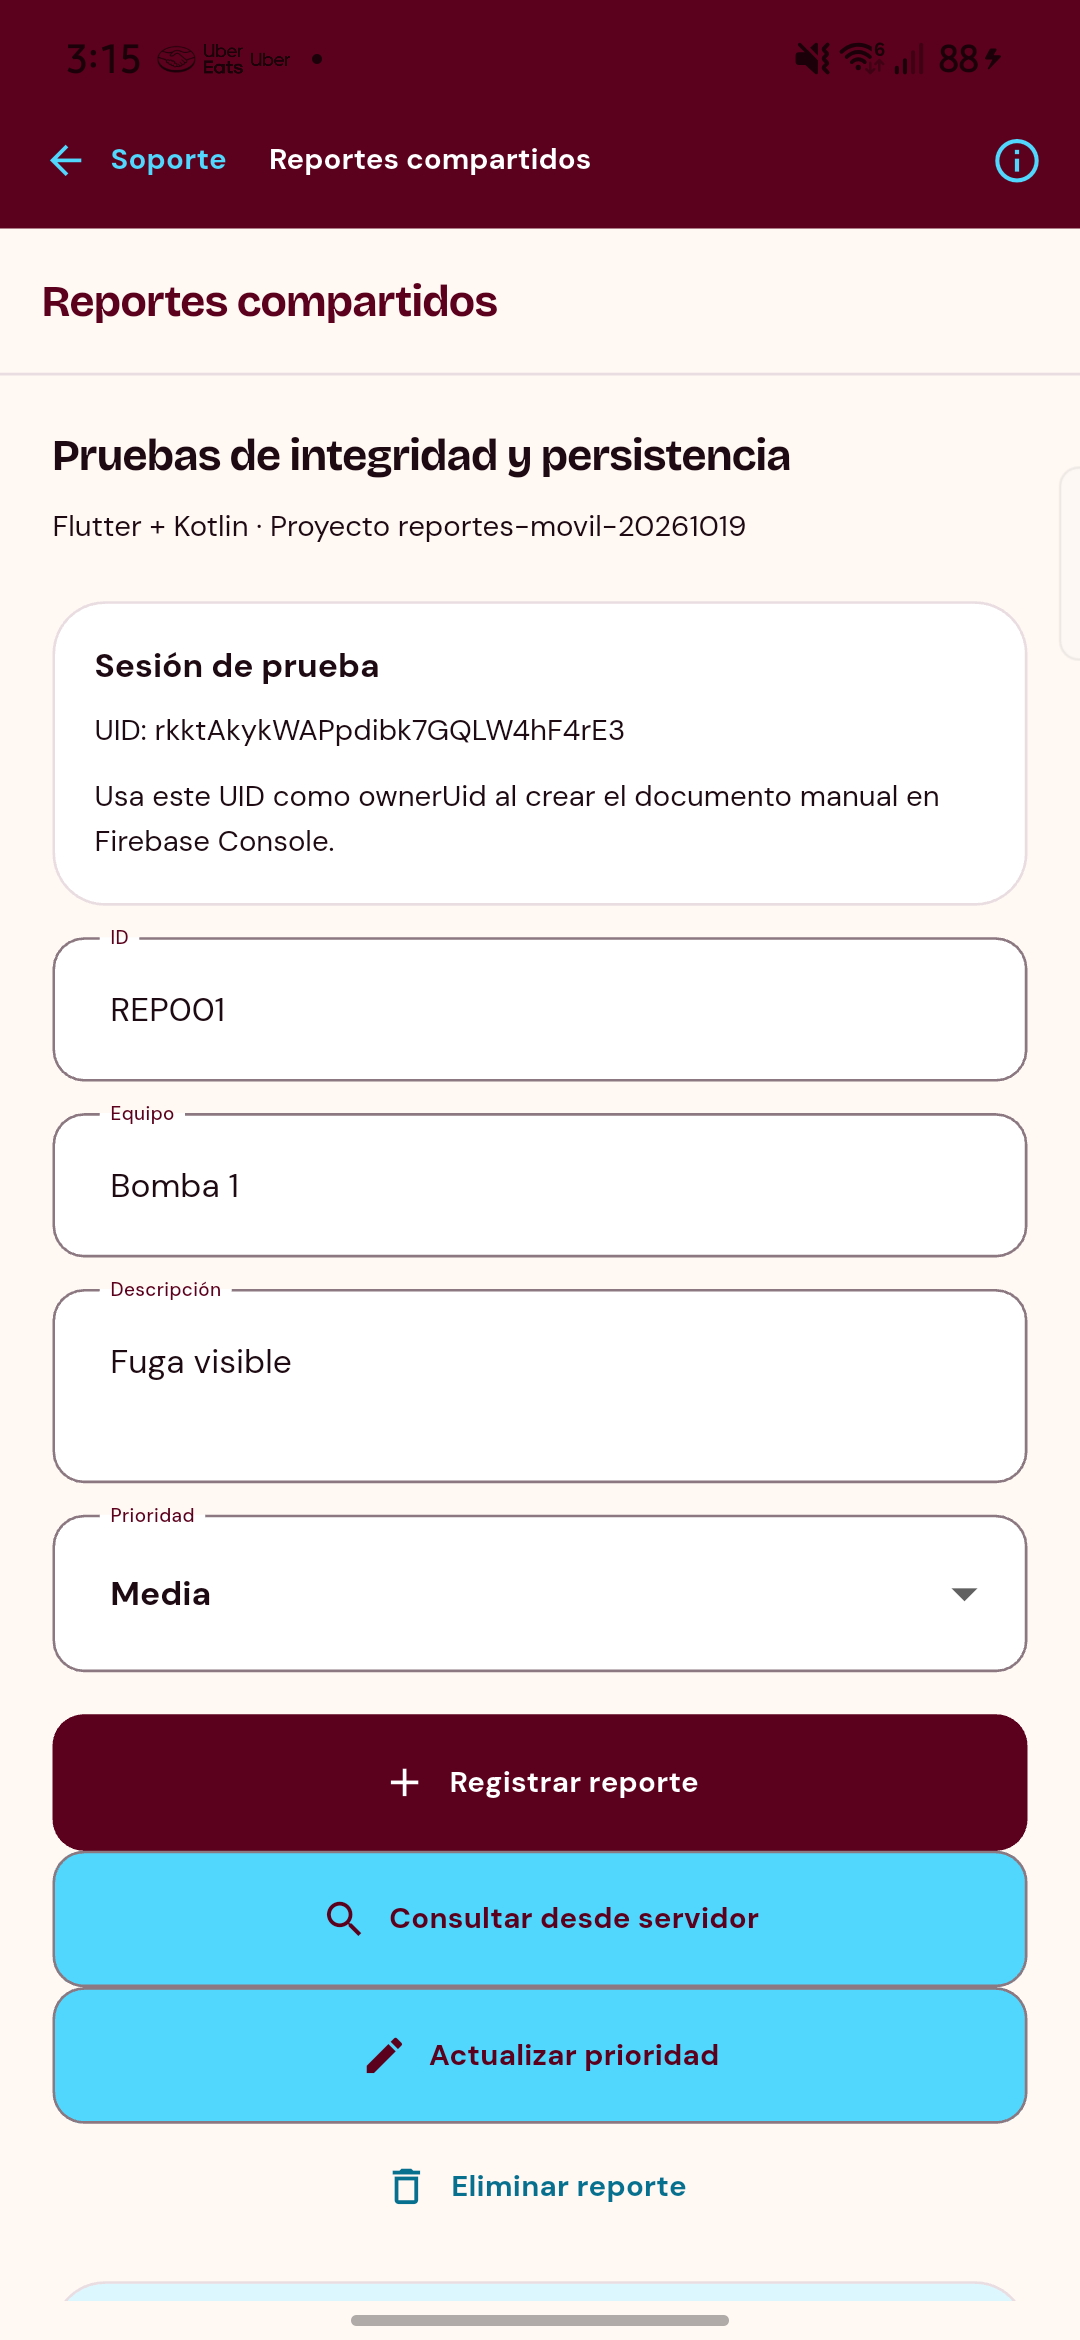 3:15 Uber Eats Uber 6 88
Soporte Reportes compartidos
Reportes compartidos
Pruebas de integridad y persistencia
Flutter + Kotlin · Proyecto reportes-movil-20261019
Sesión de prueba
UID: rkktAkykWAPpdibk7GQLW4hF4rE3
Usa este UID como ownerUid al crear el documento manual en
Firebase Console.
ID
REP001
Equipo
Bomba 1
Descripción
Fuga visible
Prioridad
Media
Registrar reporte
Consultar desde servidor
Actualizar prioridad
Eliminar reporte